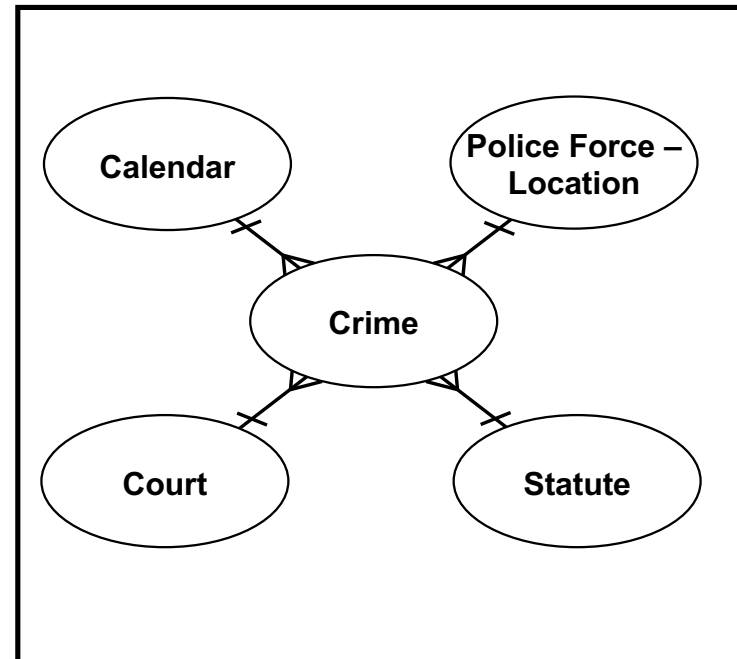 Calendar
Police Force –
Location
Crime
Court
Statute